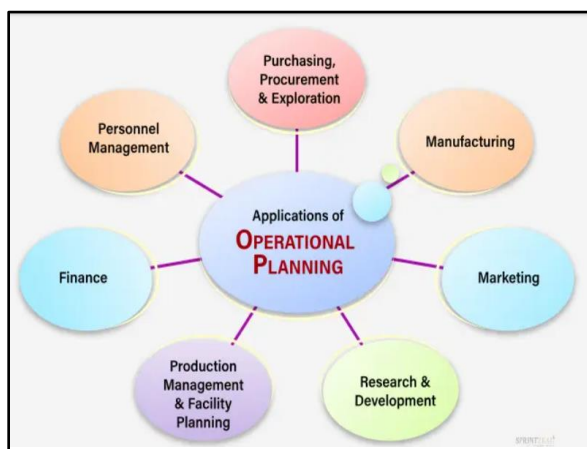 Purchasing,
Procurement
& Exploration
Personnel
Management
Manufacturing
Applications of
OPERATIONAL
PLANNING
Finance
Marketing
Production
Management
& Facility
Planning
Research &
Development